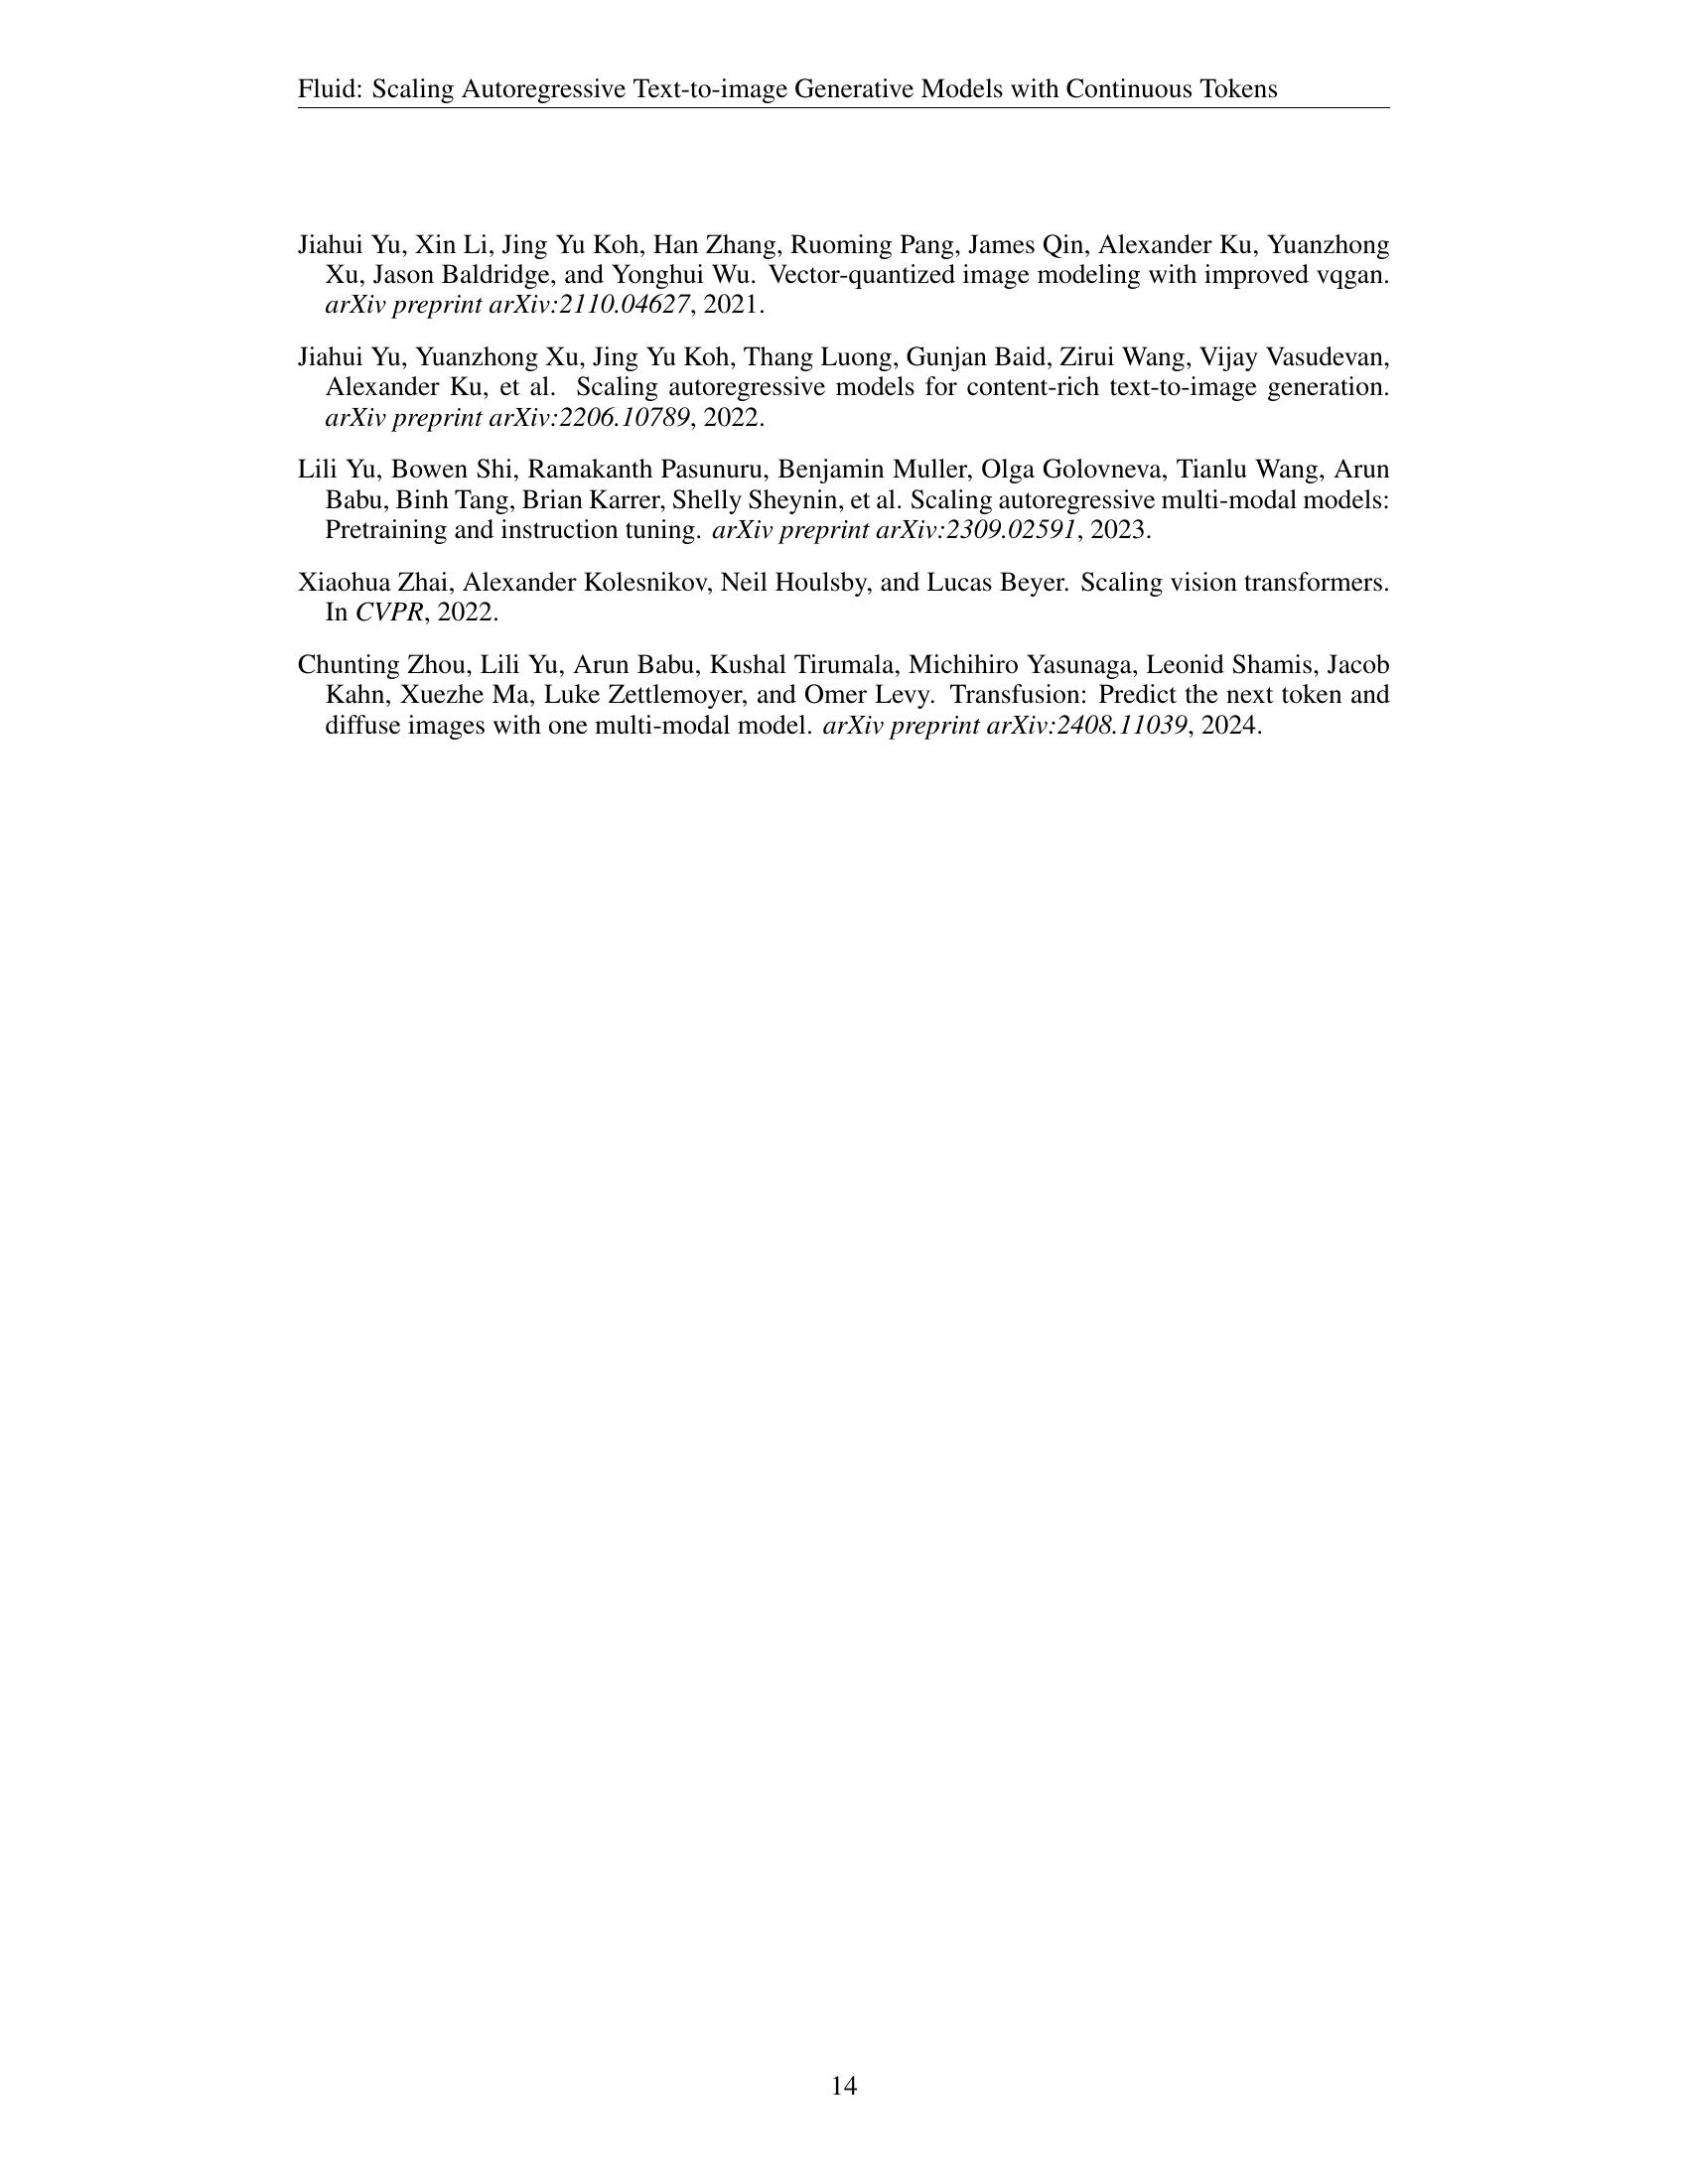 Fluid: Scaling Autoregressive Text-to-image Generative Models with Continuous Tokens
Jiahui Yu, Xin Li, Jing Yu Koh, Han Zhang, Ruoming Pang, James Qin, Alexander Ku, Yuanzhong
Xu, Jason Baldridge, and Yonghui Wu. Vector-quantized image modeling with improved vqgan.
arXiv preprint arXiv:2110.04627, 2021.
Jiahui Yu, Yuanzhong Xu, Jing Yu Koh, Thang Luong, Gunjan Baid, Zirui Wang, Vijay Vasudevan,
Alexander Ku, et al. Scaling autoregressive models for content-rich text-to-image generation.
arXiv preprint arXiv:2206.10789, 2022.
Lili Yu, Bowen Shi, Ramakanth Pasunuru, Benjamin Muller, Olga Golovneva, Tianlu Wang, Arun
Babu, Binh Tang, Brian Karrer, Shelly Sheynin, et al. Scaling autoregressive multi-modal models:
Pretraining and instruction tuning. arXiv preprint arXiv:2309.02591, 2023.
Xiaohua Zhai, Alexander Kolesnikov, Neil Houlsby, and Lucas Beyer. Scaling vision transformers.
In CVPR, 2022.
Chunting Zhou, Lili Yu, Arun Babu, Kushal Tirumala, Michihiro Yasunaga, Leonid Shamis, Jacob
Kahn, Xuezhe Ma, Luke Zettlemoyer, and Omer Levy. Transfusion: Predict the next token and
diffuse images with one multi-modal model. arXiv preprint arXiv:2408.11039, 2024.
14